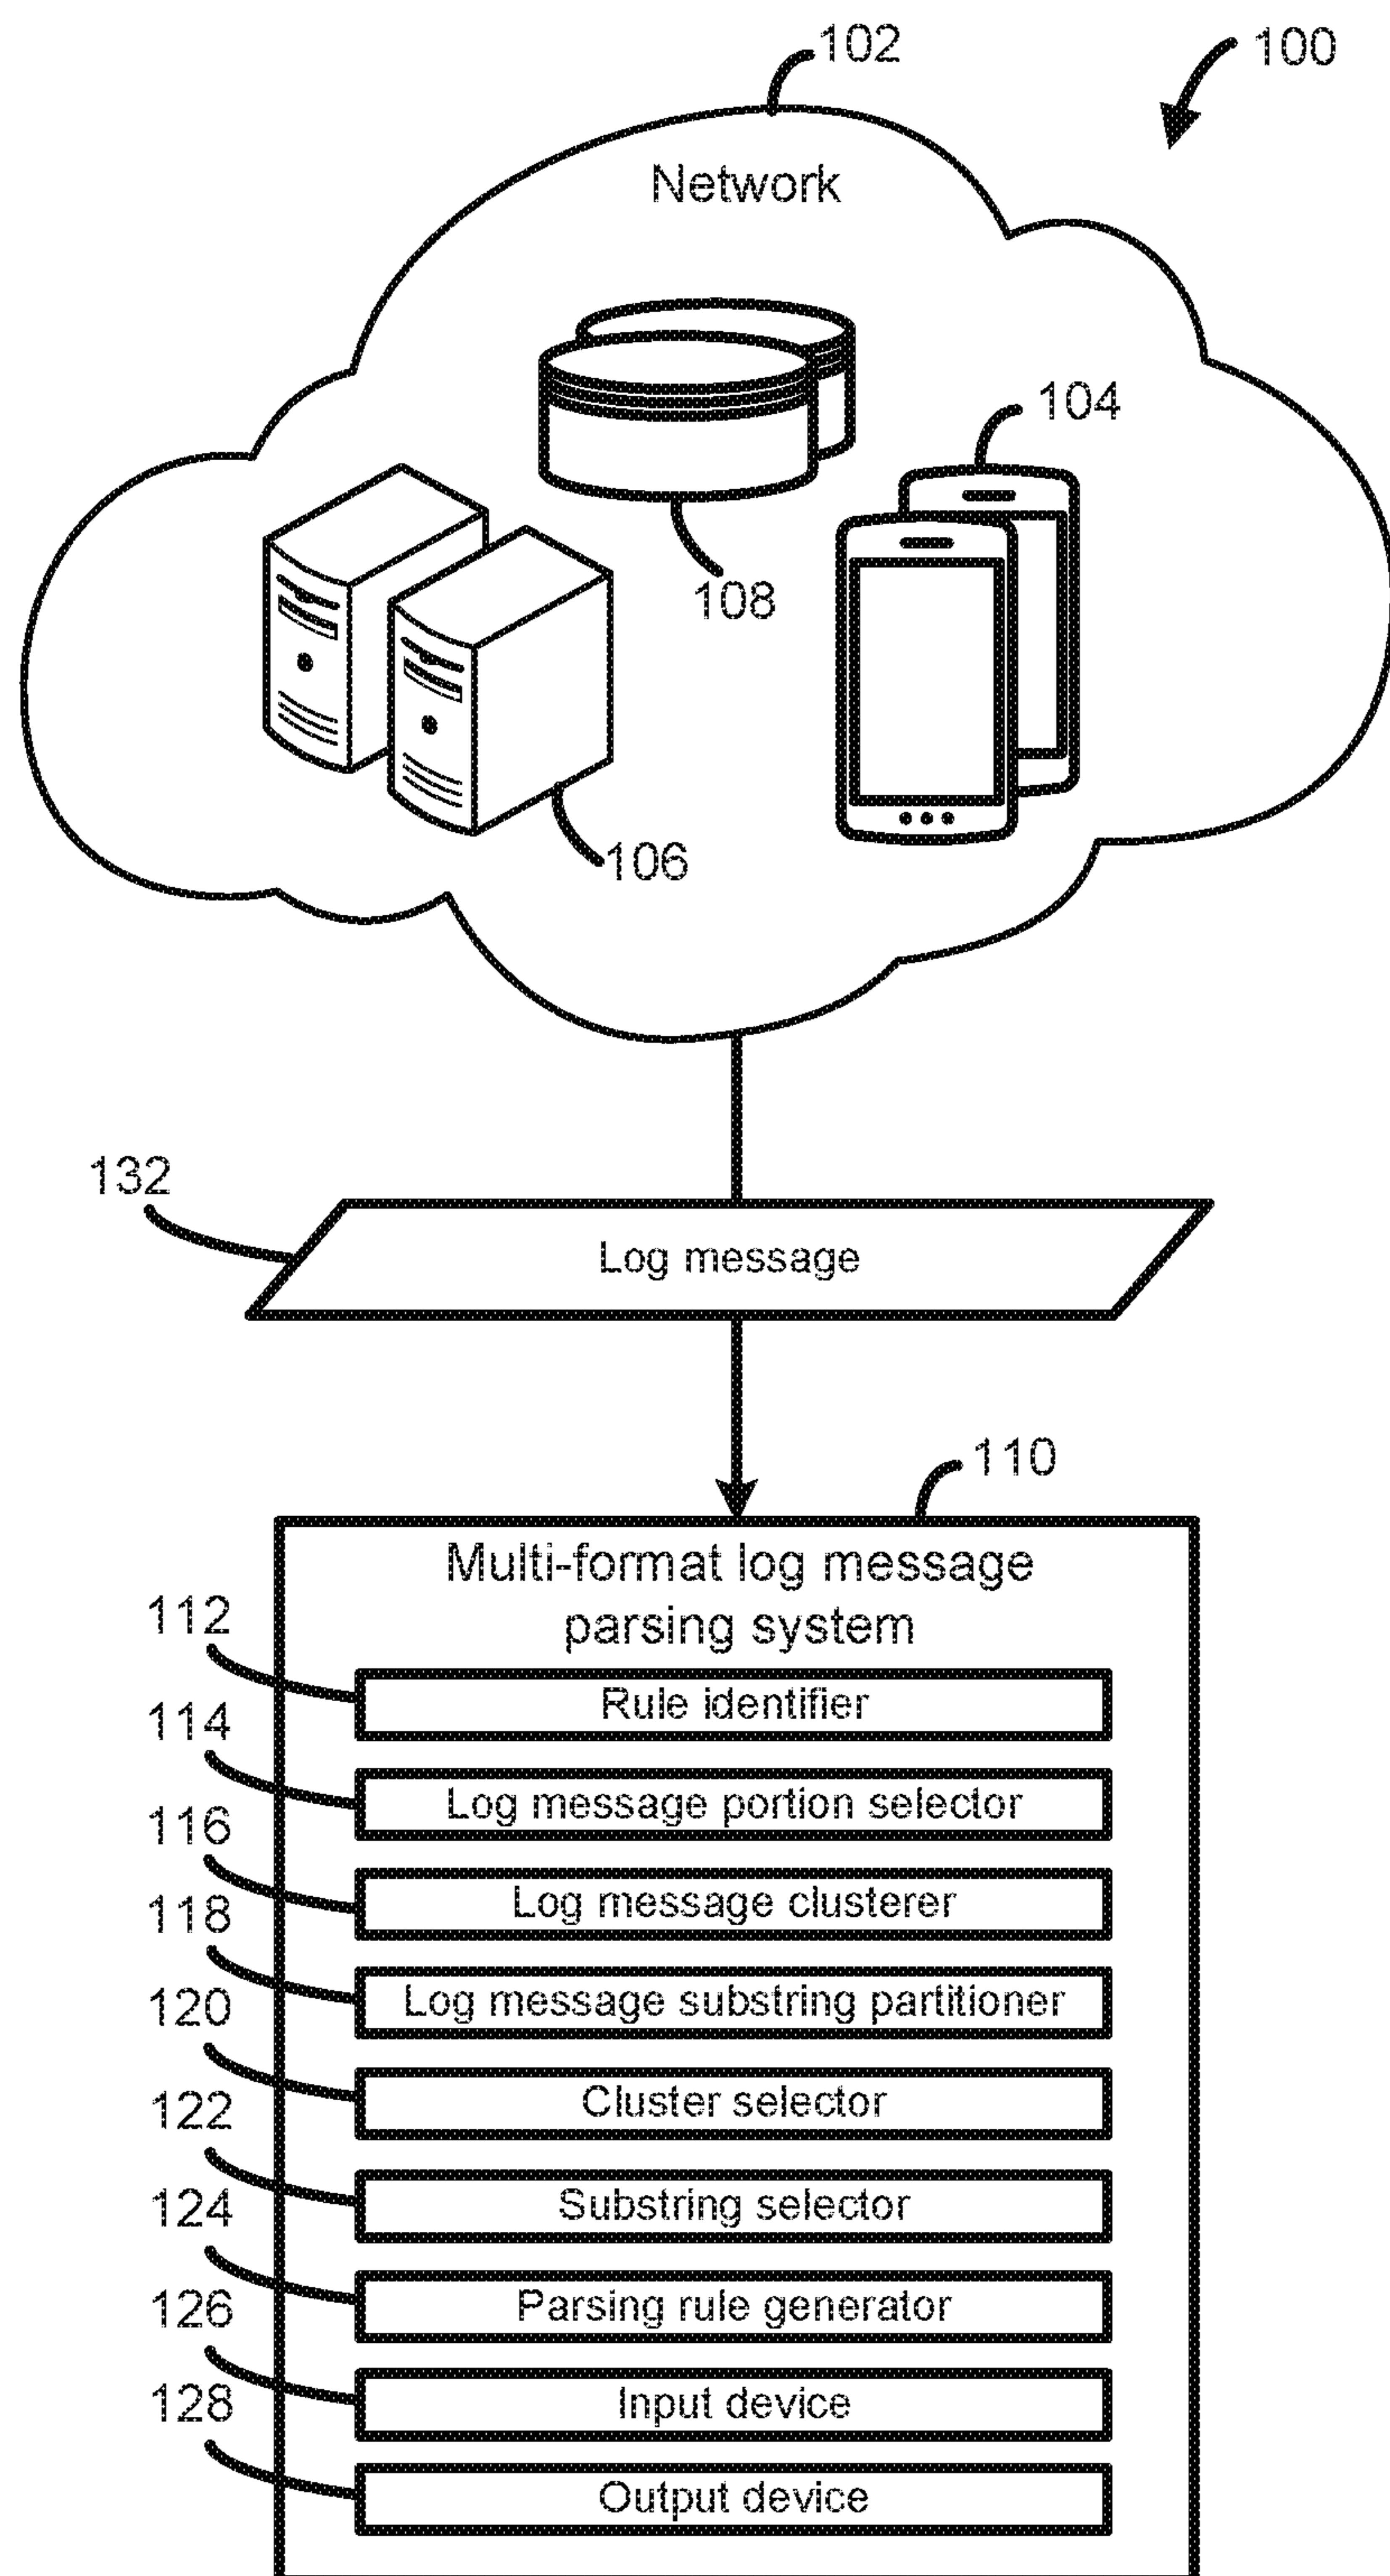 102
100
Network
104
108
106
132
Log message
110
Multi-format log message
parsing system
112
Rule identifier
114
Log message portion selector
116
Log message clusterer
118
Log message substring partitioner
120
Cluster selector
122
Substring selector
124
Parsing rule generator
126
Input device
128
Output device